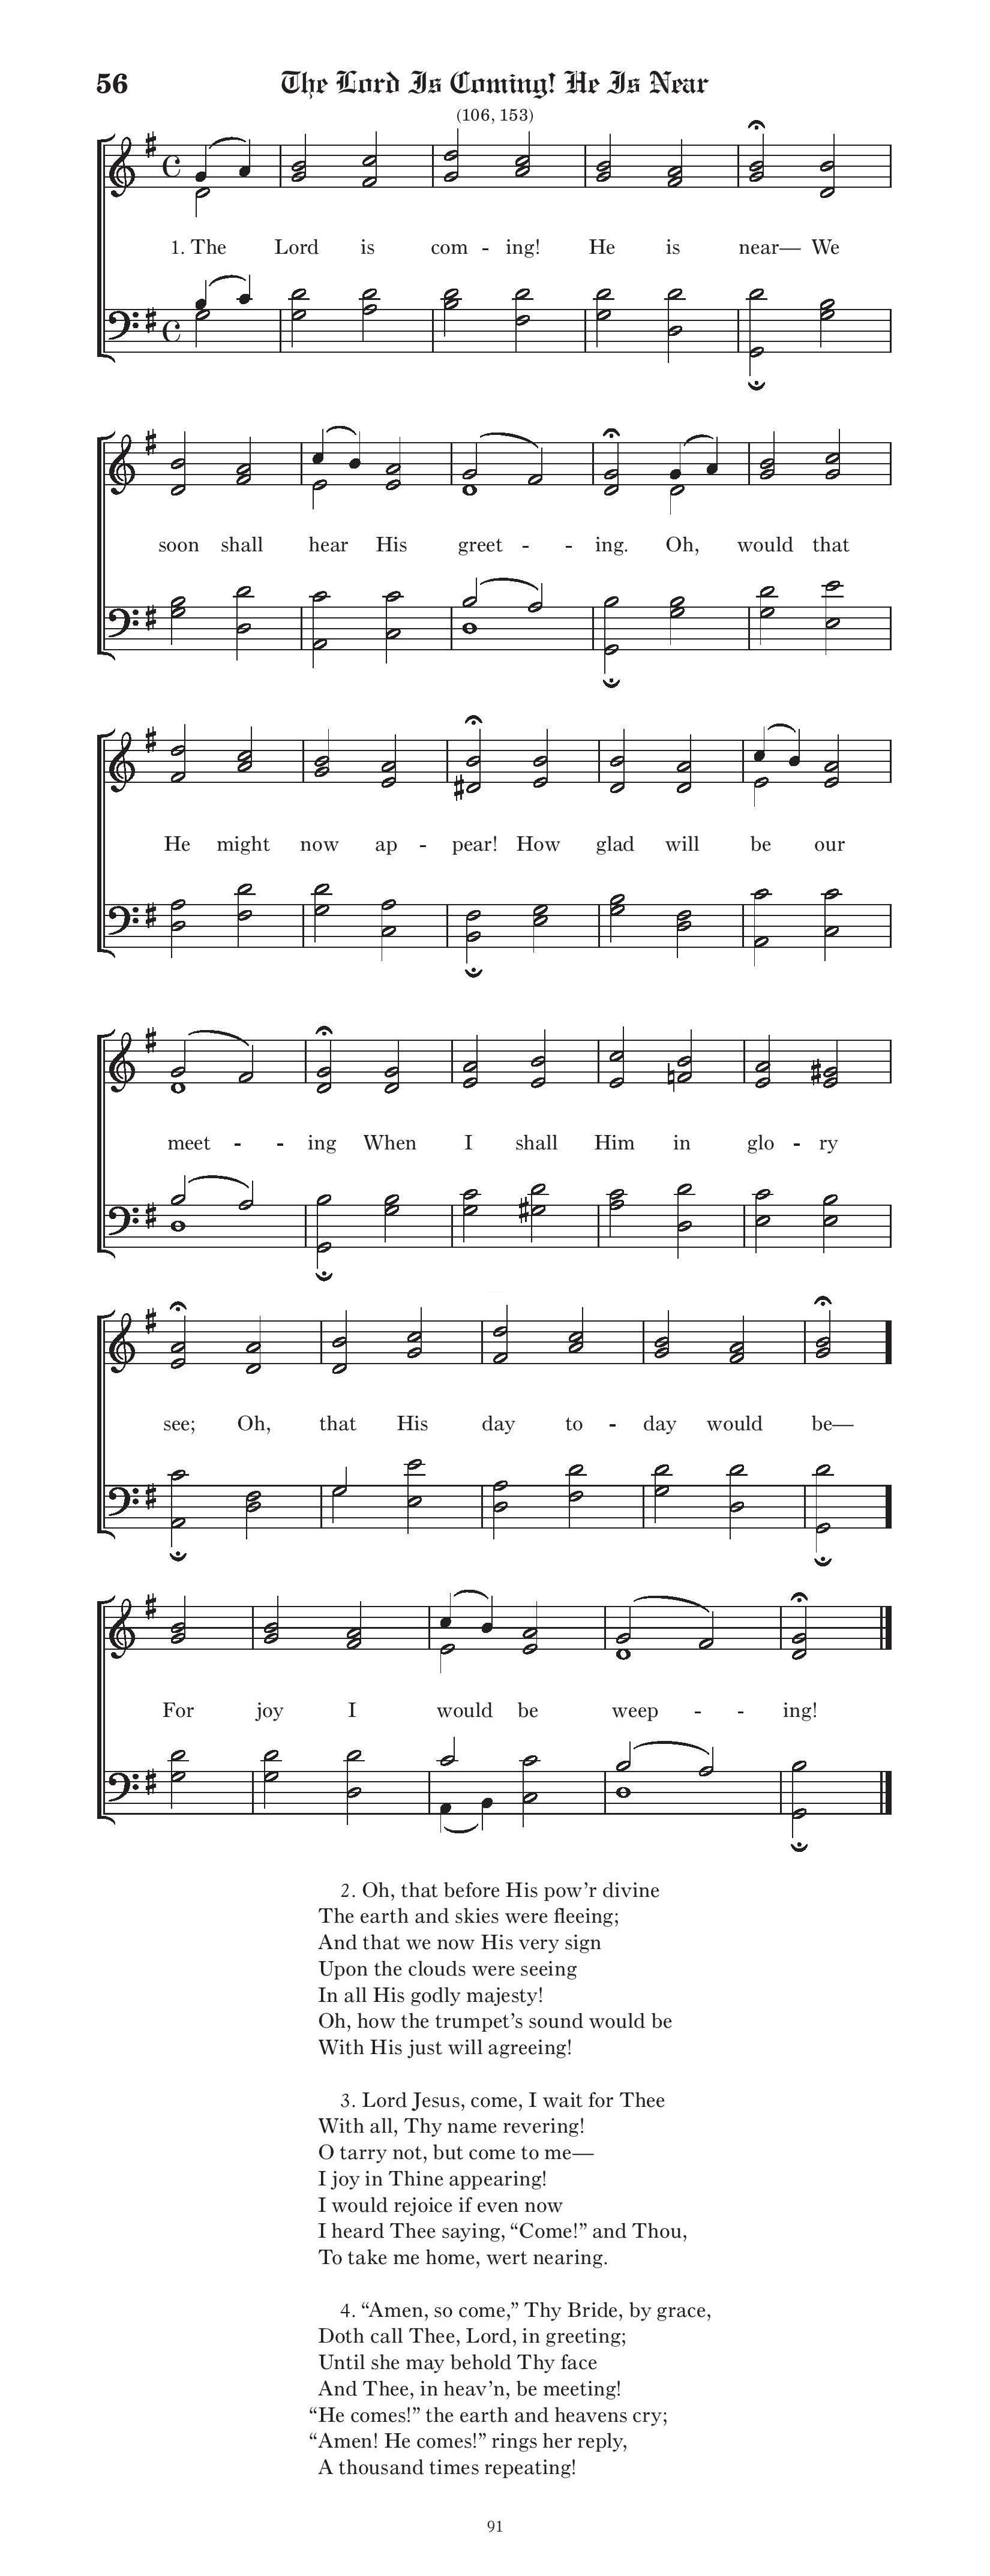 56 The Lord Is Coming! He Is Near
(106, 153)
1. The Lord is com - ing! He is near— We
soon shall hear His greet - - ing. Oh, would that
He might now ap - pear! How glad will be our
meet - - ing When I shall Him in glo - ry
see; Oh, that His day to - day would be—
For joy I would be weep - - ing!
2. Oh, that before His pow’r divine
The earth and skies were fleeing;
And that we now His very sign
Upon the clouds were seeing
In all His godly majesty!
Oh, how the trumpet’s sound would be
With His just will agreeing!
3. Lord Jesus, come, I wait for Thee
With all, Thy name revering!
O tarry not, but come to me—
I joy in Thine appearing!
I would rejoice if even now
I heard Thee saying, “Come!” and Thou,
To take me home, wert nearing.
4. “Amen, so come,” Thy Bride, by grace,
Doth call Thee, Lord, in greeting;
Until she may behold Thy face
And Thee, in heav’n, be meeting!
“He comes!” the earth and heavens cry;
“Amen! He comes!” rings her reply,
A thousand times repeating!
91